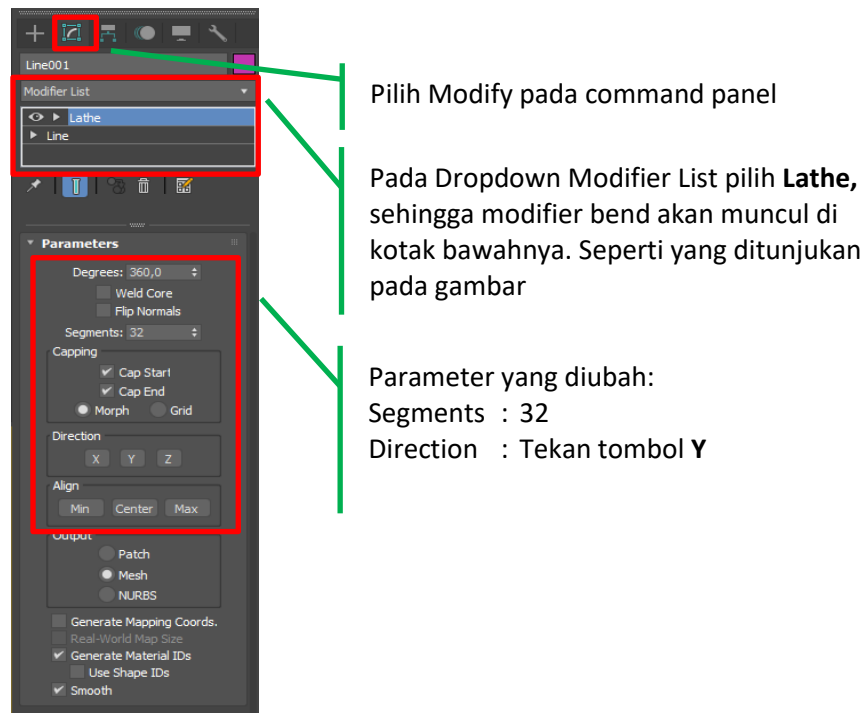 Line001
Modifier List
Lathe
Line
Parameters
Degrees: 360,0
Weld Core
Flip Normals
Segments: 32
Capping
Cap Start
Cap End
Morph Grid
Direction
X Y Z
Align
Min Center Max
Output
Patch
Mesh
NURBS
Generate Mapping Coords.
Real-World Map Size
Generate Material IDs
Use Shape IDs
Smooth
Pilih Modify pada command panel
Pada Dropdown Modifier List pilih Lathe,
sehingga modifier bend akan muncul di
kotak bawahnya. Seperti yang ditunjukan
pada gambar
Parameter yang diubah:
Segments : 32
Direction : Tekan tombol Y